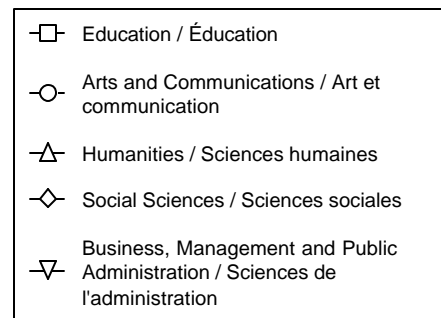 Education / Éducation
Arts and Communications / Art et
communication
Humanities / Sciences humaines
Social Sciences / Sciences sociales
Business, Management and Public
Administration / Sciences de
l'administration